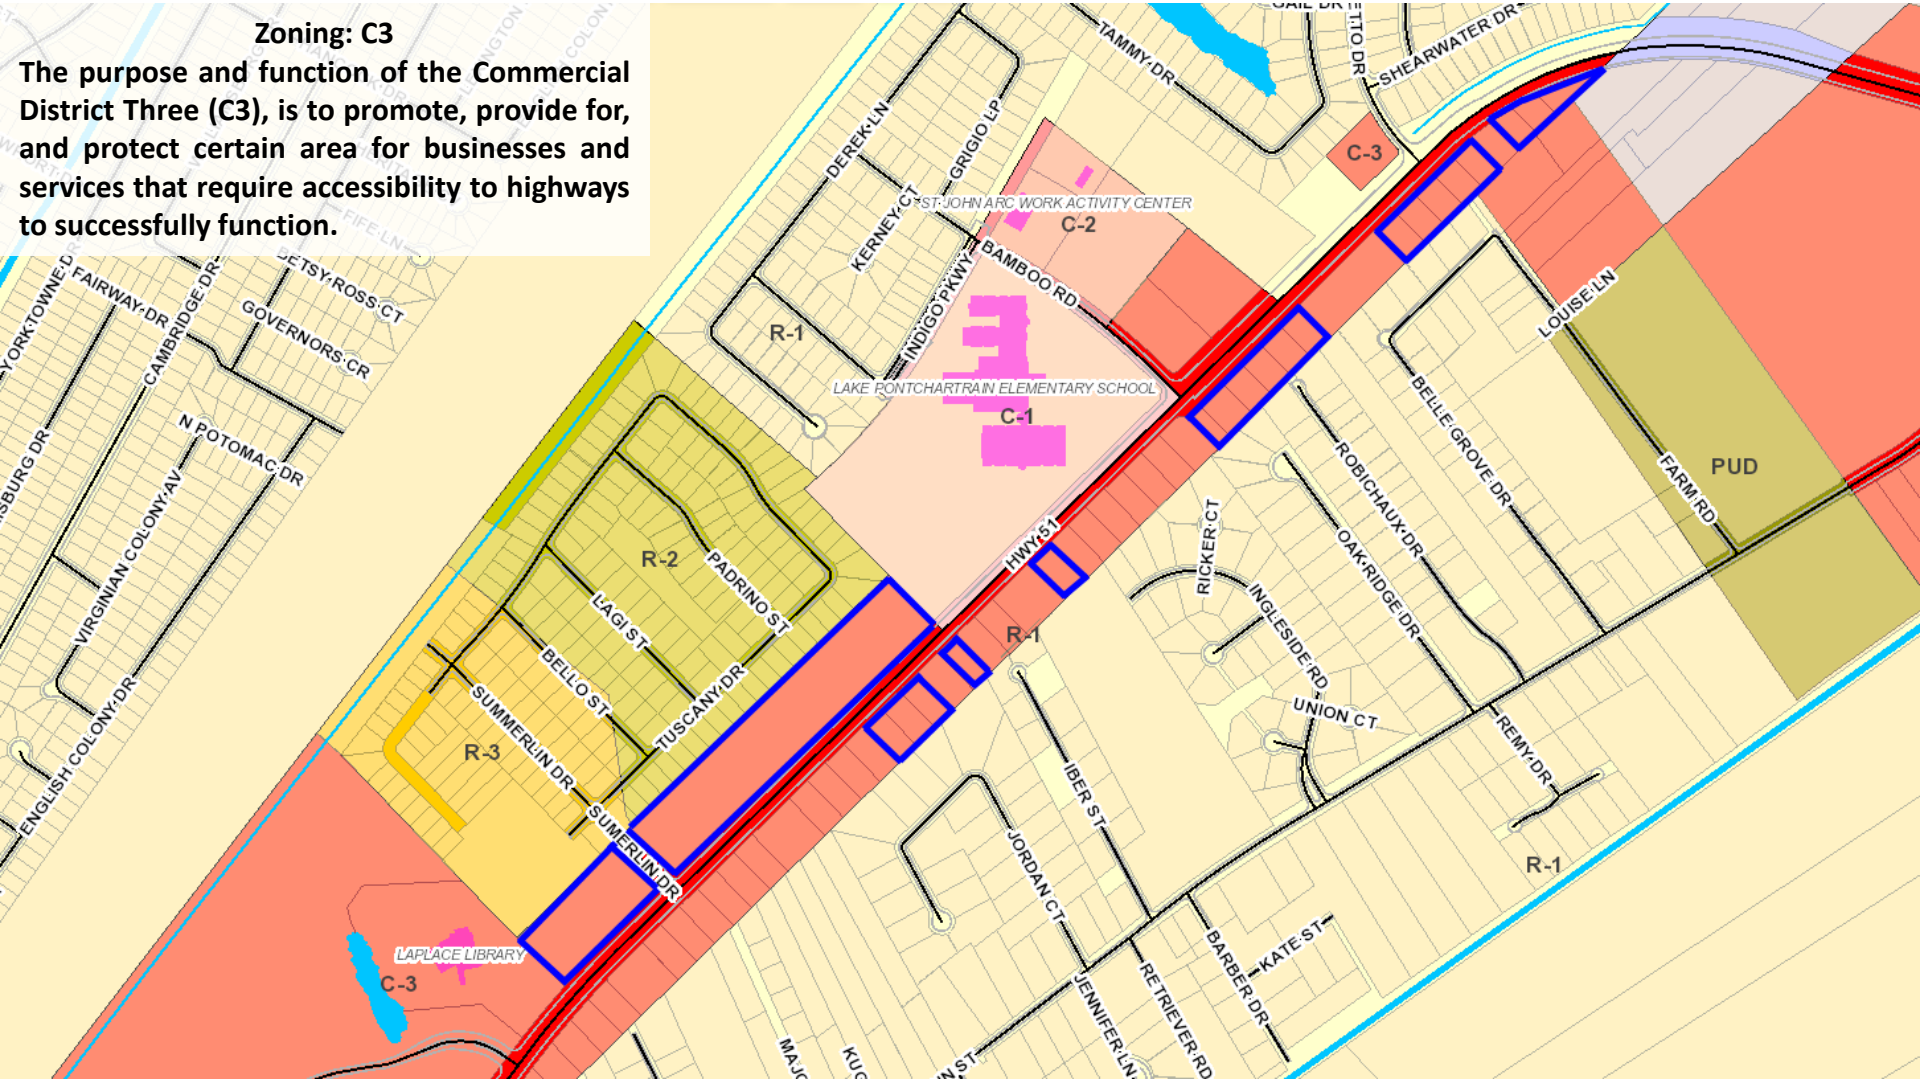 Zoning: C3
The purpose and function of the Commercial
District Three (C3), is to promote, provide for,
and protect certain area for businesses and
services that require accessibility to highways
to successfully function.
GAIL DR
TAMMY DR
SHEARWATER DR
DEREK LN
GRIGIO LP
KERNEY CT
INDIGO PKWY
BAMBOO RD
C-3
ST JOHN ARC WORK ACTIVITY CENTER
C-2
FIFE LN
BETSY ROSS CT
FAIRWAY DR
YORKTOWNE DR
CAMBRIDGE DR
GOVERNORS CR
R-1
LOUISE LN
LAKE PONTCHARTRAIN ELEMENTARY SCHOOL
C-1
N POTOMAC DR
VIRGINIAN COLONY AV
ENGLISH COLONY DR
BELLE GROVE DR
ROBICHAUX DR
OAK RIDGE DR
FARM RD
PUD
HWY 51
RICKER CT
INGLESIDE RD
UNION CT
R-2
PADRINO ST
LAGI ST
BELLO ST
TUSCANY DR
R-1
REMY DR
R-3
SUMMERLIN DR
SUMERLIN DR
IBER ST
JORDAN CT
R-1
LAPLACE LIBRARY
C-3
BARBER DR
KATE ST
RETRIEVER RD
JENNIFER LN